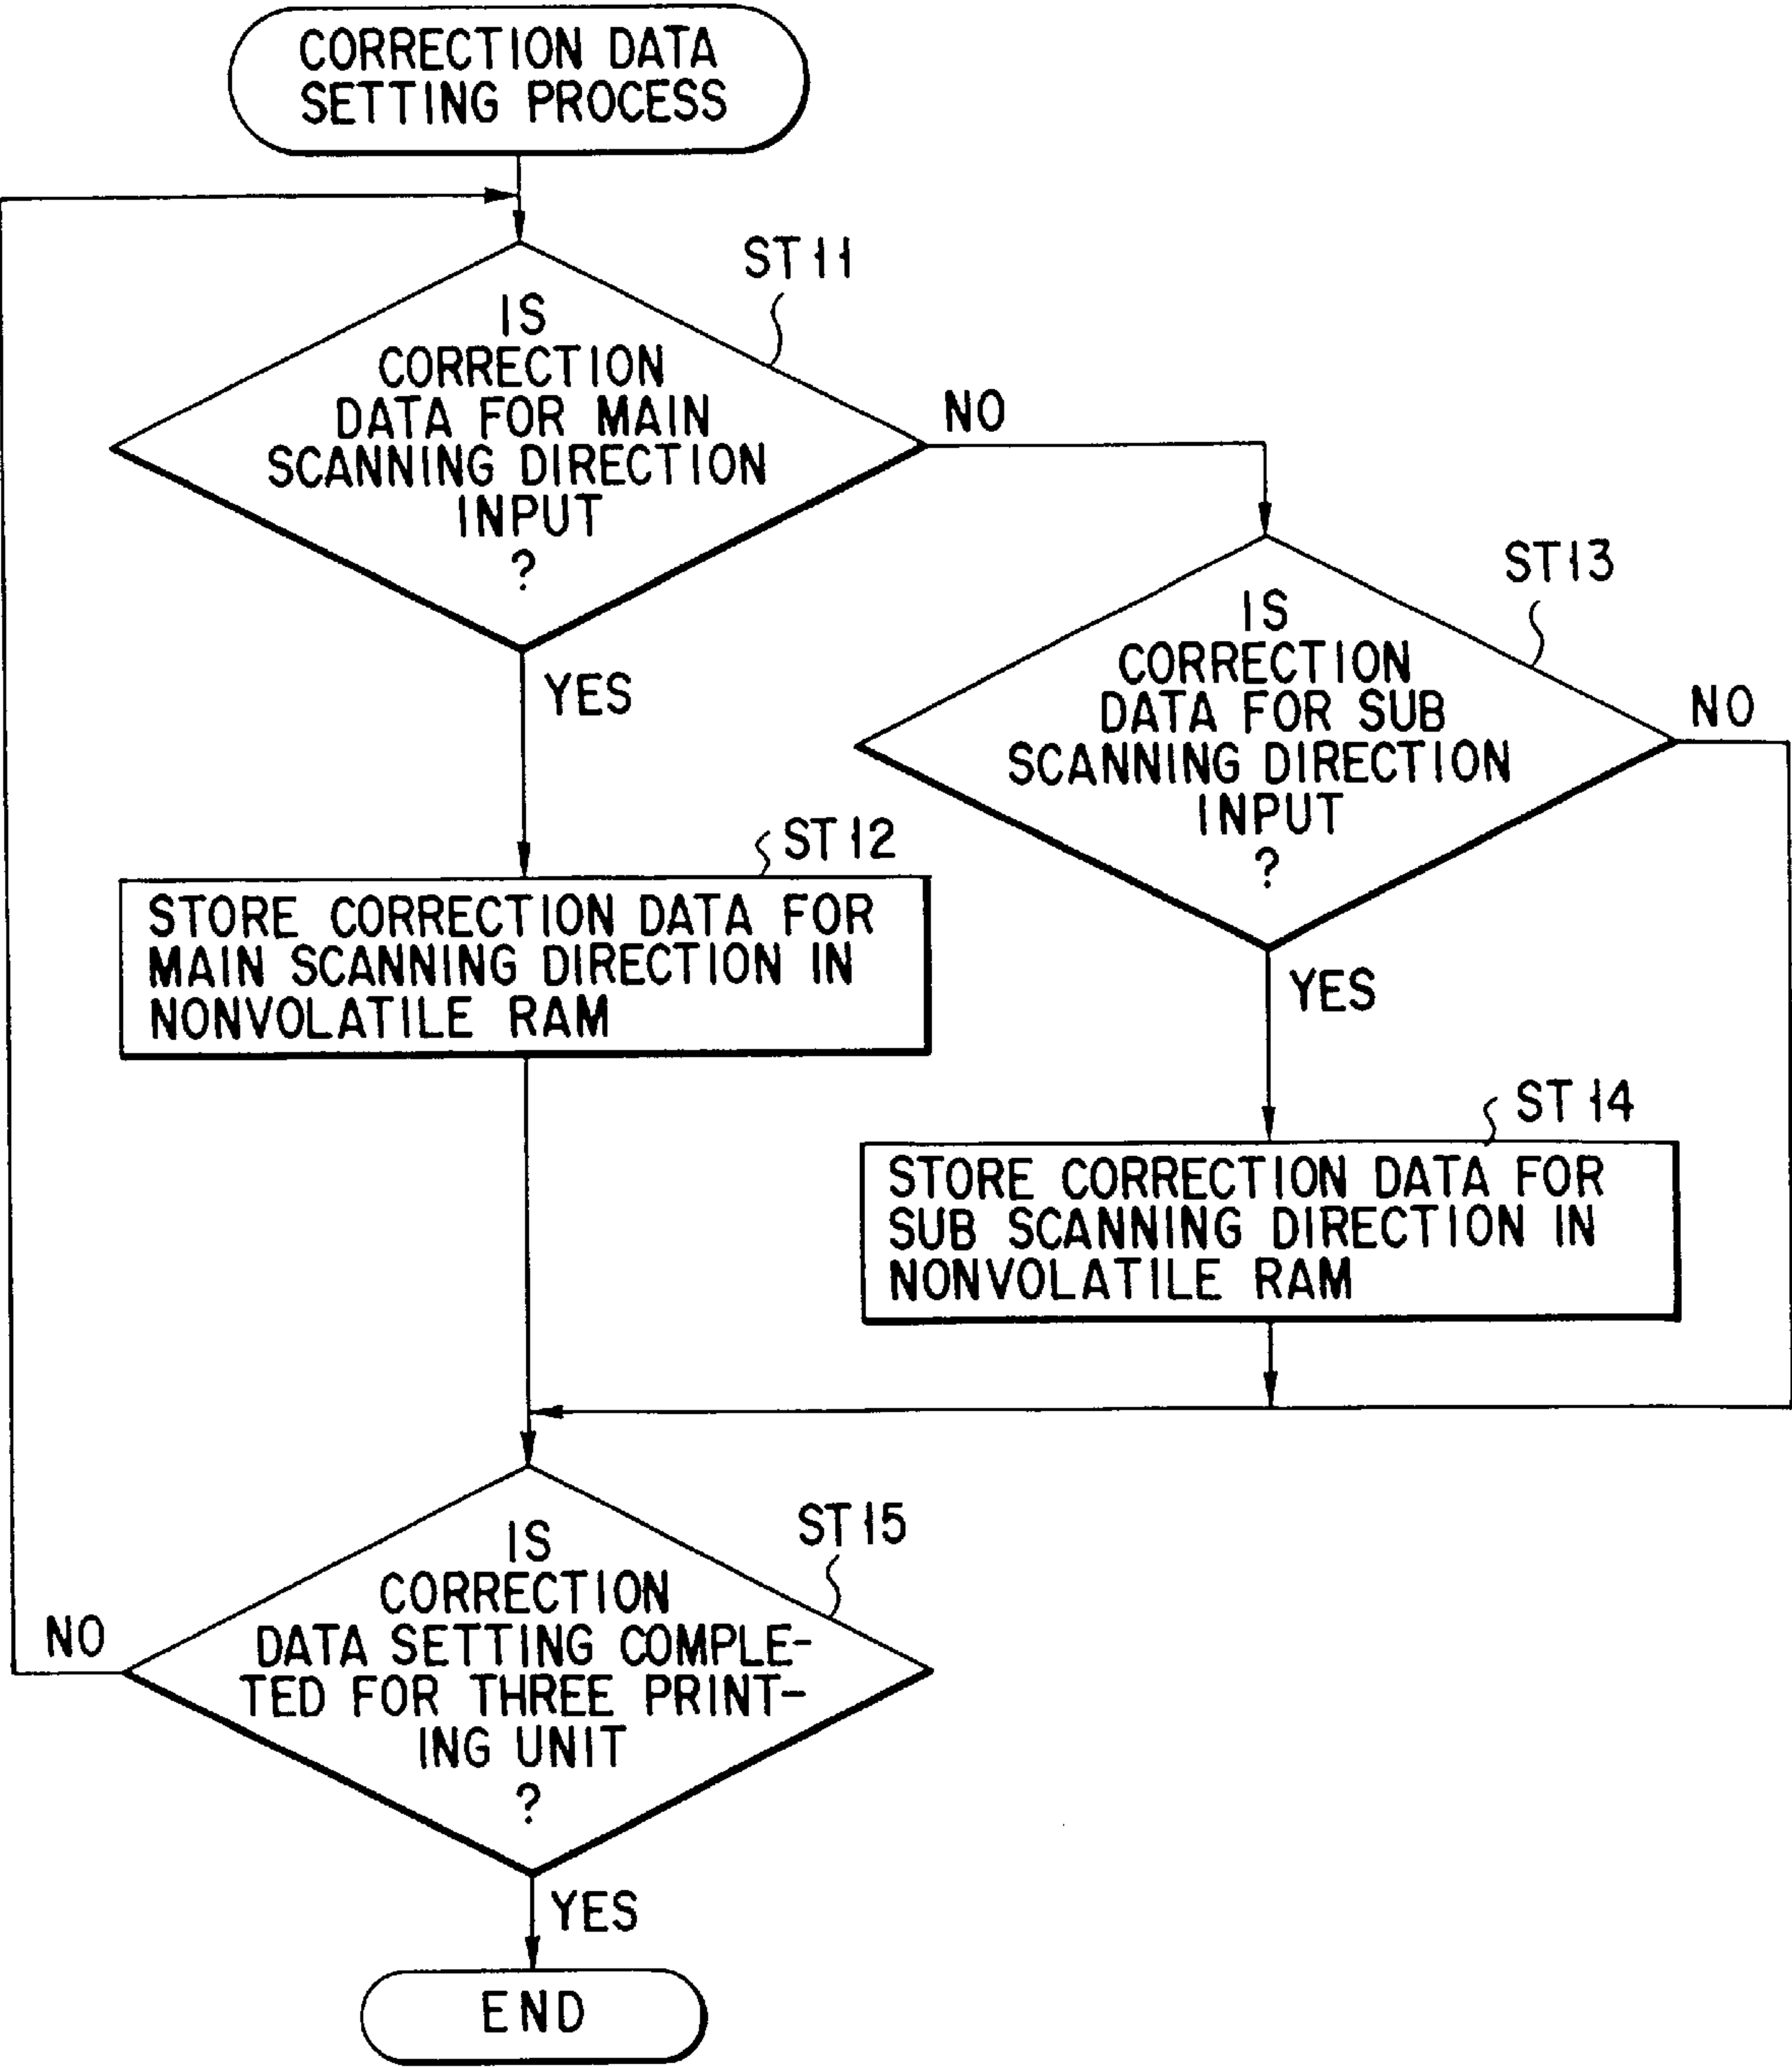 CORRECTION DATA
SETTING PROCESS
ST11
IS
CORRECTION
DATA FOR MAIN
SCANNING DIRECTION
INPUT
?
NO
YES
ST13
IS
CORRECTION
DATA FOR SUB
SCANNING DIRECTION
INPUT
?
NO
YES
ST12
STORE CORRECTION DATA FOR
MAIN SCANNING DIRECTION IN
NONVOLATILE RAM
ST14
STORE CORRECTION DATA FOR
SUB SCANNING DIRECTION IN
NONVOLATILE RAM
ST15
IS
CORRECTION
DATA SETTING COMPLE-
TED FOR THREE PRINT-
ING UNIT
?
NO
YES
END